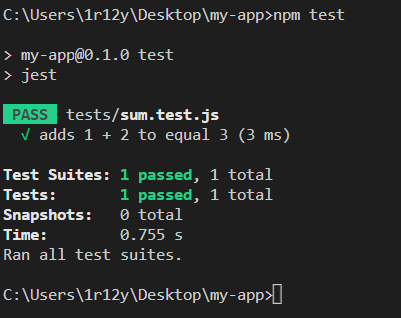 C:\Users\1r12y\Desktop\my-app>npm test
> my-app@0.1.0 test
> jest
PASS tests/sum.test.js
√ adds 1 + 2 to equal 3 (3 ms)
Test Suites: 1 passed, 1 total
Tests: 1 passed, 1 total
Snapshots: 0 total
Time: 0.755 s
Ran all test suites.
C:\Users\1r12y\Desktop\my-app>